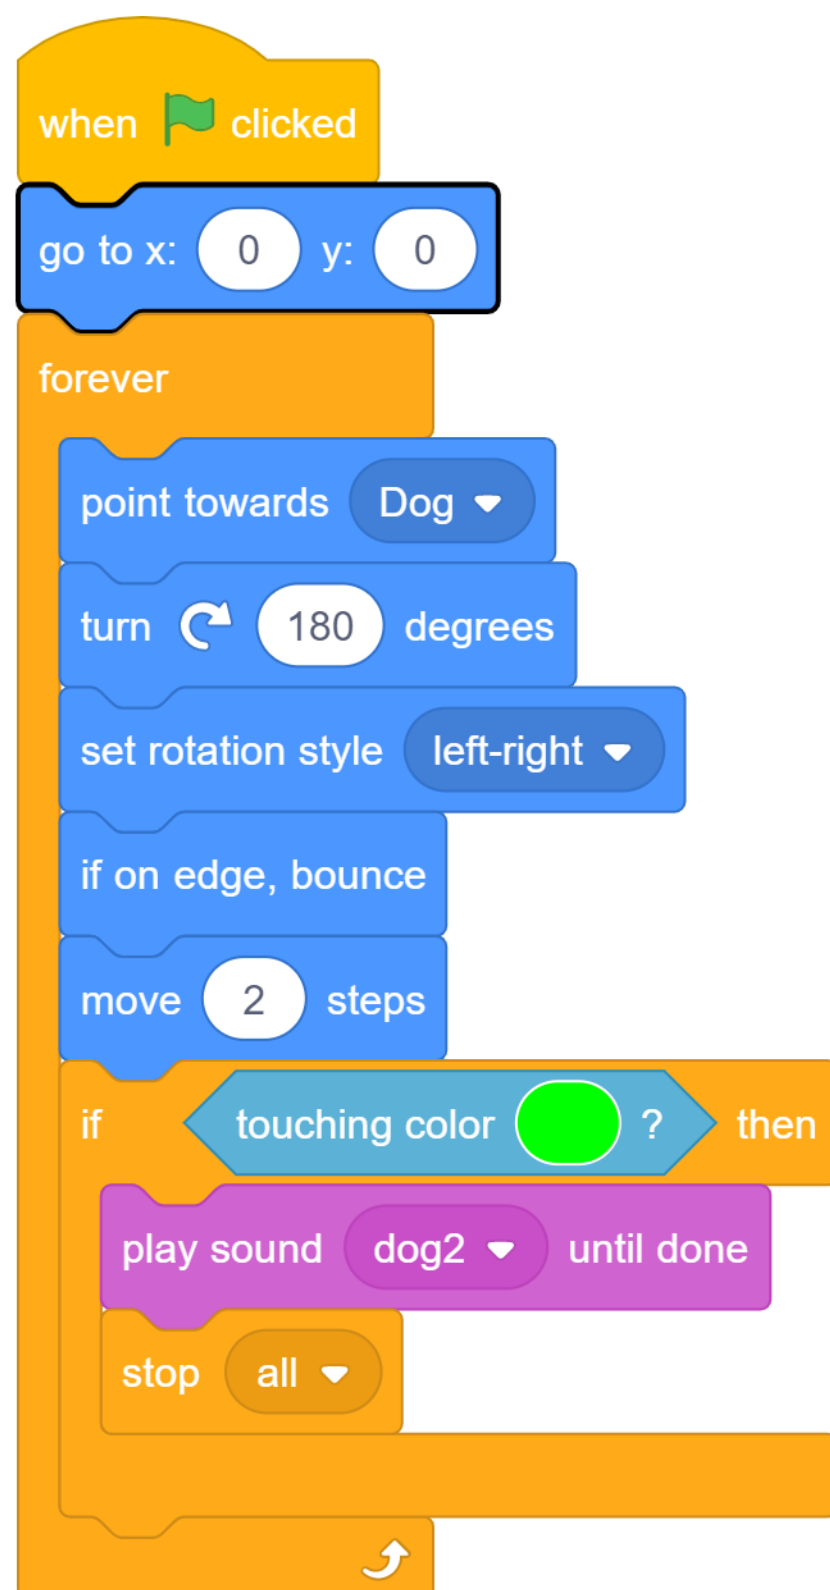 when clicked
go to x: 0 y: 0
forever
point towards Dog
turn 180 degrees
set rotation style left-right
if on edge, bounce
move 2 steps
if touching color ? then
play sound dog2 until done
stop all